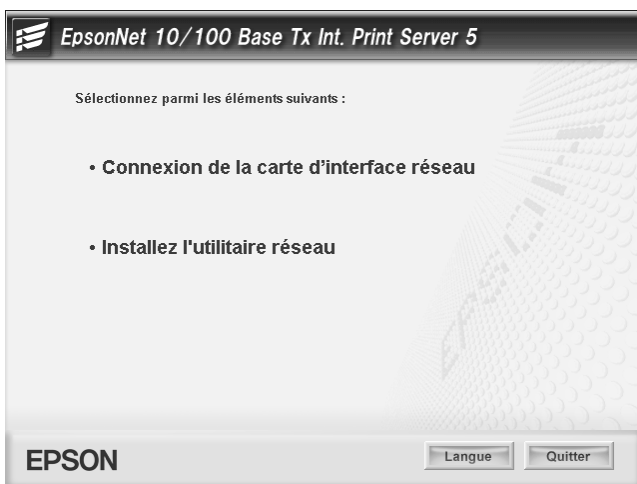 EpsonNet 10/100 Base Tx Int. Print Server 5
Sélectionnez parmi les éléments suivants :
• Connexion de la carte d'interface réseau
• Installez l'utilitaire réseau
EPSON
EPSON
Langue
Quitter